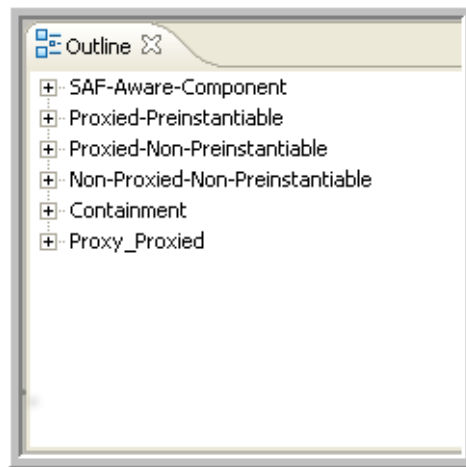 Outline
SAF-Aware-Component
Proxied-Preinstantiable
Proxied-Non-Preinstantiable
Non-Proxied-Non-Preinstantiable
Containment
Proxy_Proxied